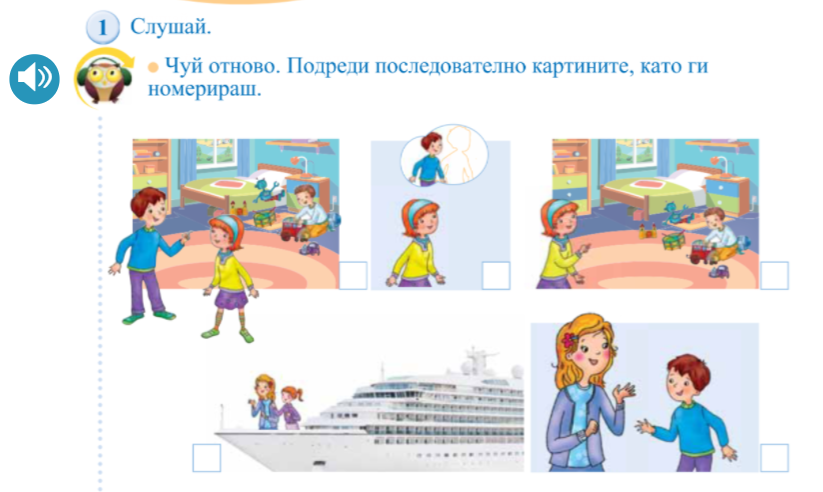 1 Слушай.
Чуй отново. Подреди последователно картините, като ги
номерираш.